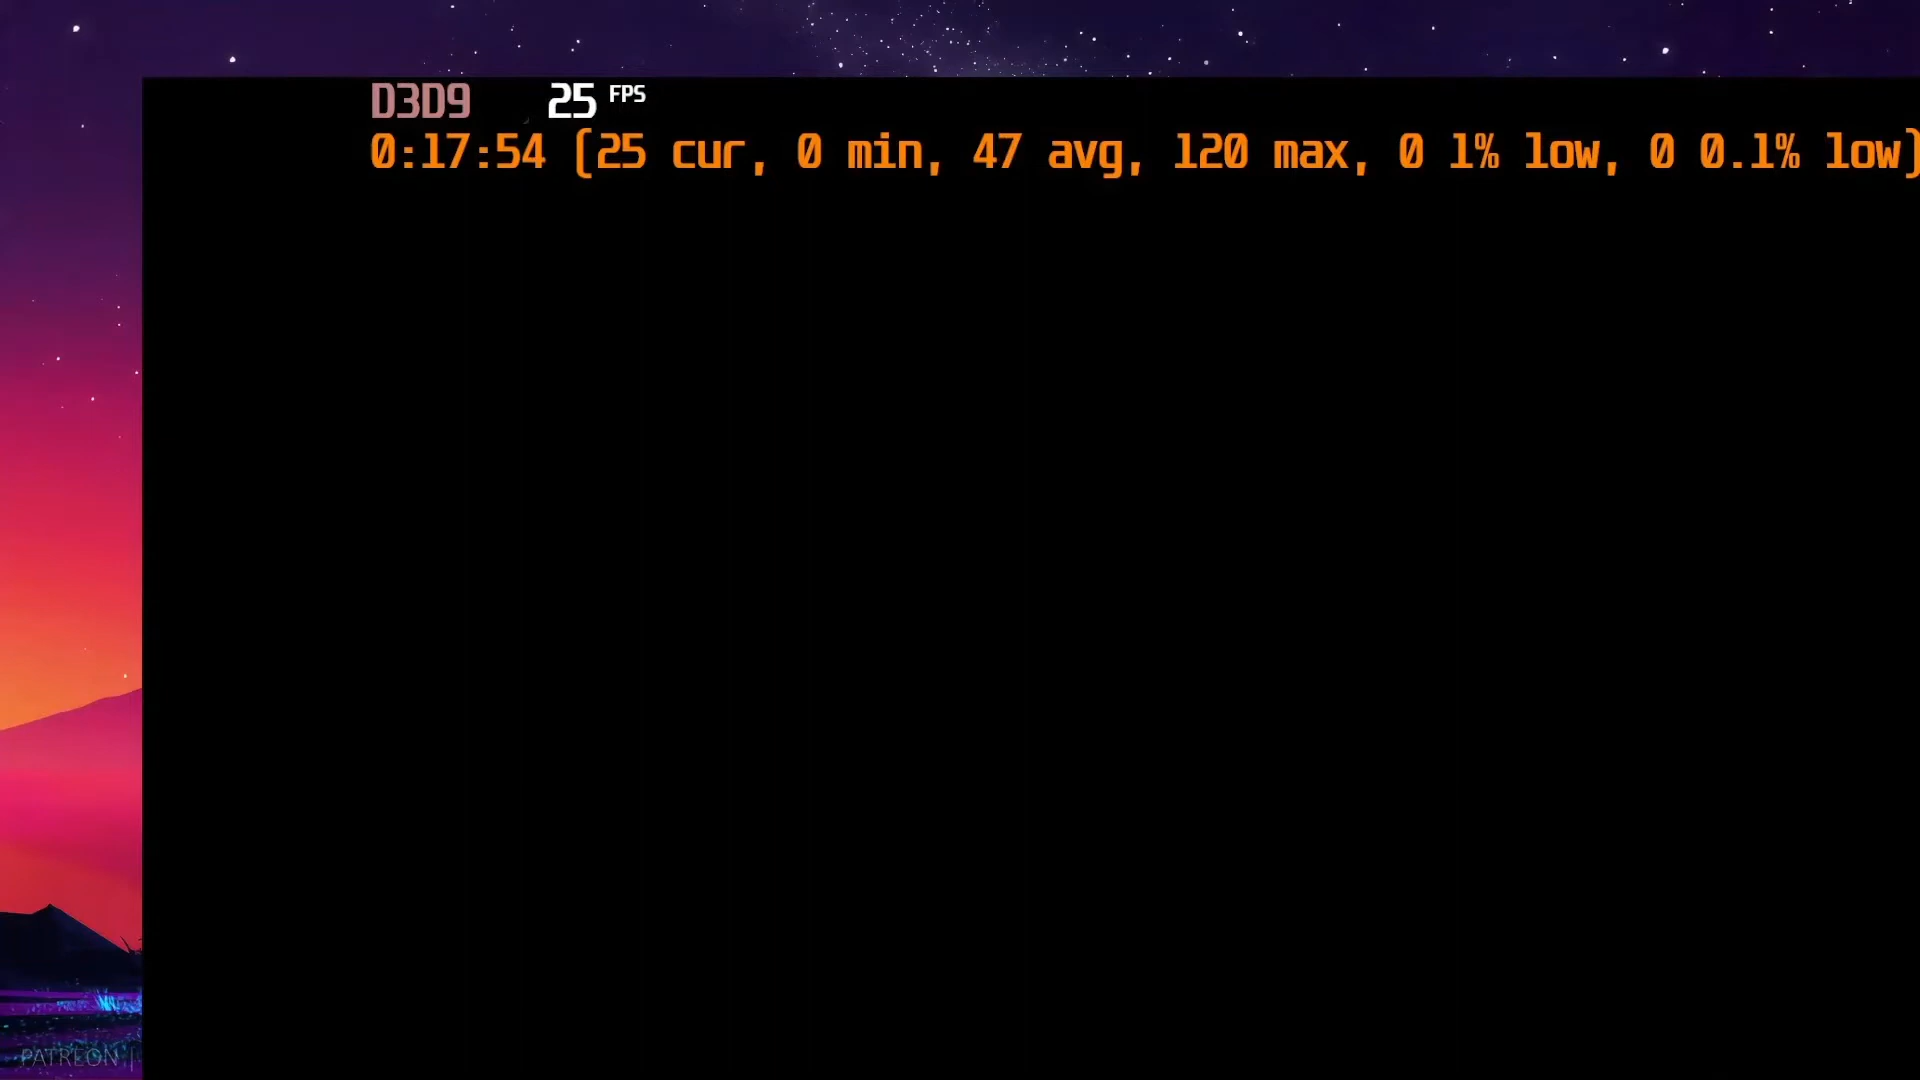 D3D9 25 FPS
0:17:54 [25 cur, 0 min, 47 avg, 120 max, 0 1% low, 0 0.1% low]
PATREON |